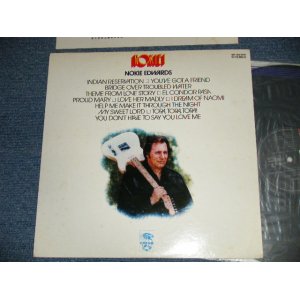 NOKIE
NOKIE EDWARDS
INDIAN RESERVATION □ YOU'VE GOT A FRIEND
BRIDGE OVER TROUBLED WATER
THEME FROM LOVE STORY □ EL CONDOR PASA
PROUD MARY □ LOVE HER MADLY □ DREAM OF NAOMI
HELP ME MAKE IT THROUGH THE NIGHT
MY SWEET LORD □ TORA, TORA, TORA!
YOU DON'T HAVE TO SAY YOU LOVE ME